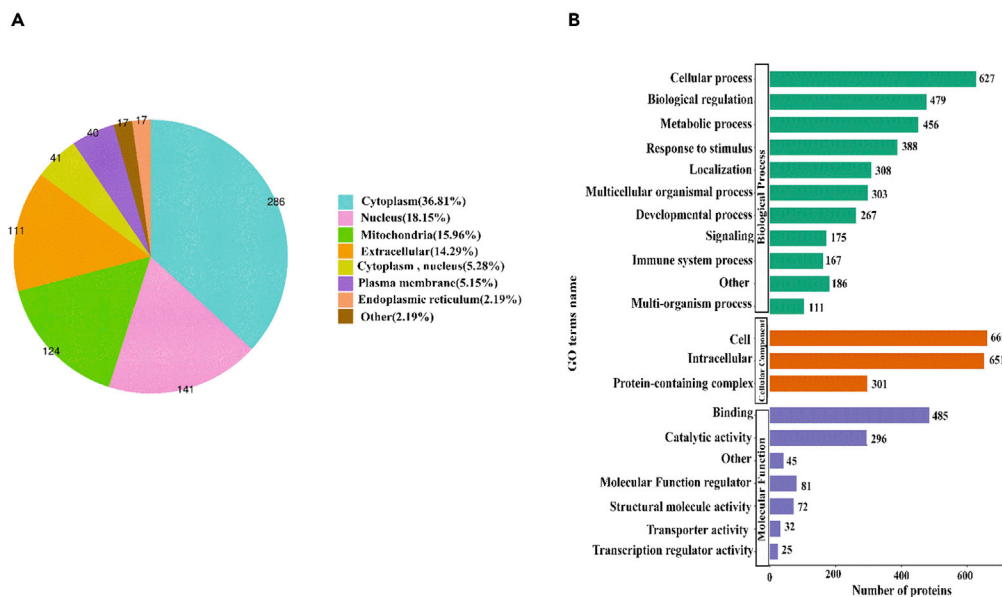 A
17
17
40
41
111
124
141
286
Cytoplasm(36.81%)
Nucleus(18.15%)
Mitochondria(15.96%)
Extracellular(14.29%)
Cytoplasm , nucleus(5.28%)
Plasma membrane(5.15%)
Endoplasmic reticulum(2.19%)
Other(2.19%)
B
GO terms name
Biological Process
Cellular process 627
Biological regulation 479
Metabolic process 456
Response to stimulus 388
Localization 308
Multicellular organismal process 303
Developmental process 267
Signaling 175
Immune system process 167
Other 186
Multi-organism process 111
Cellular Component
Cell
Intracellular 651
Protein-containing complex 301
Molecular Function
Binding 485
Catalytic activity 296
Other 45
Molecular Function regulator 81
Structural molecule activity 72
Transporter activity 32
Transcription regulator activity 25
0 200 400 600
Number of proteins